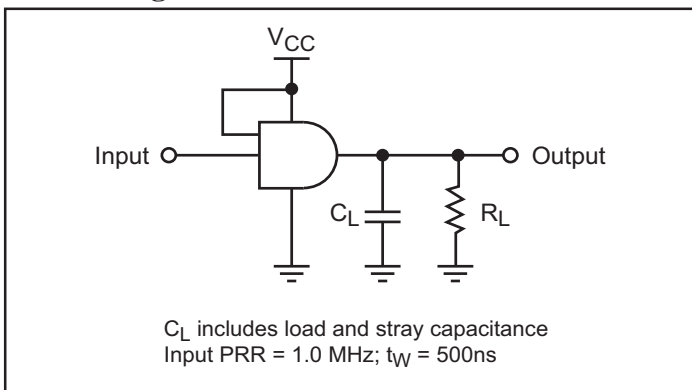 VCC
Input
Output
CL
RL
CL includes load and stray capacitance
Input PRR = 1.0 MHz; tW = 500ns